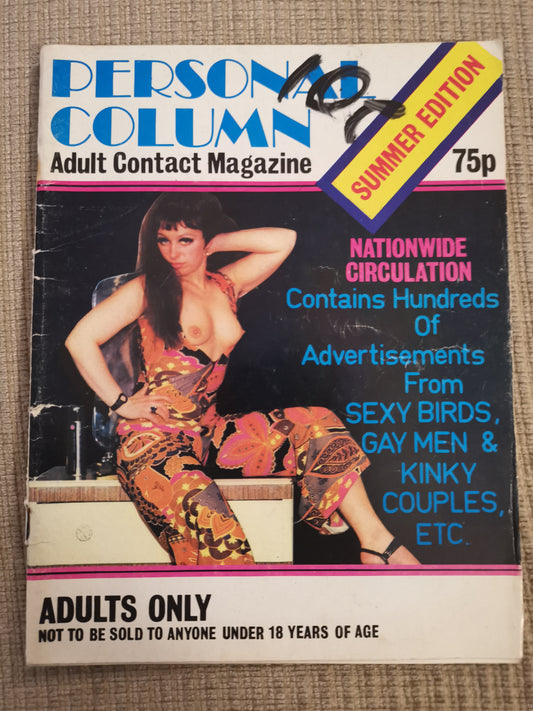 PERSONAL
COLUMN
Adult Contact Magazine
SUMMER EDITION
75p
NATIONWIDE
CIRCULATION
Contains Hundreds
Of
Advertisements
From
SEXY BIRDS,
GAY MEN &
KINKY
COUPLES,
ETC.
ADULTS ONLY
NOT TO BE SOLD TO ANYONE UNDER 18 YEARS OF AGE